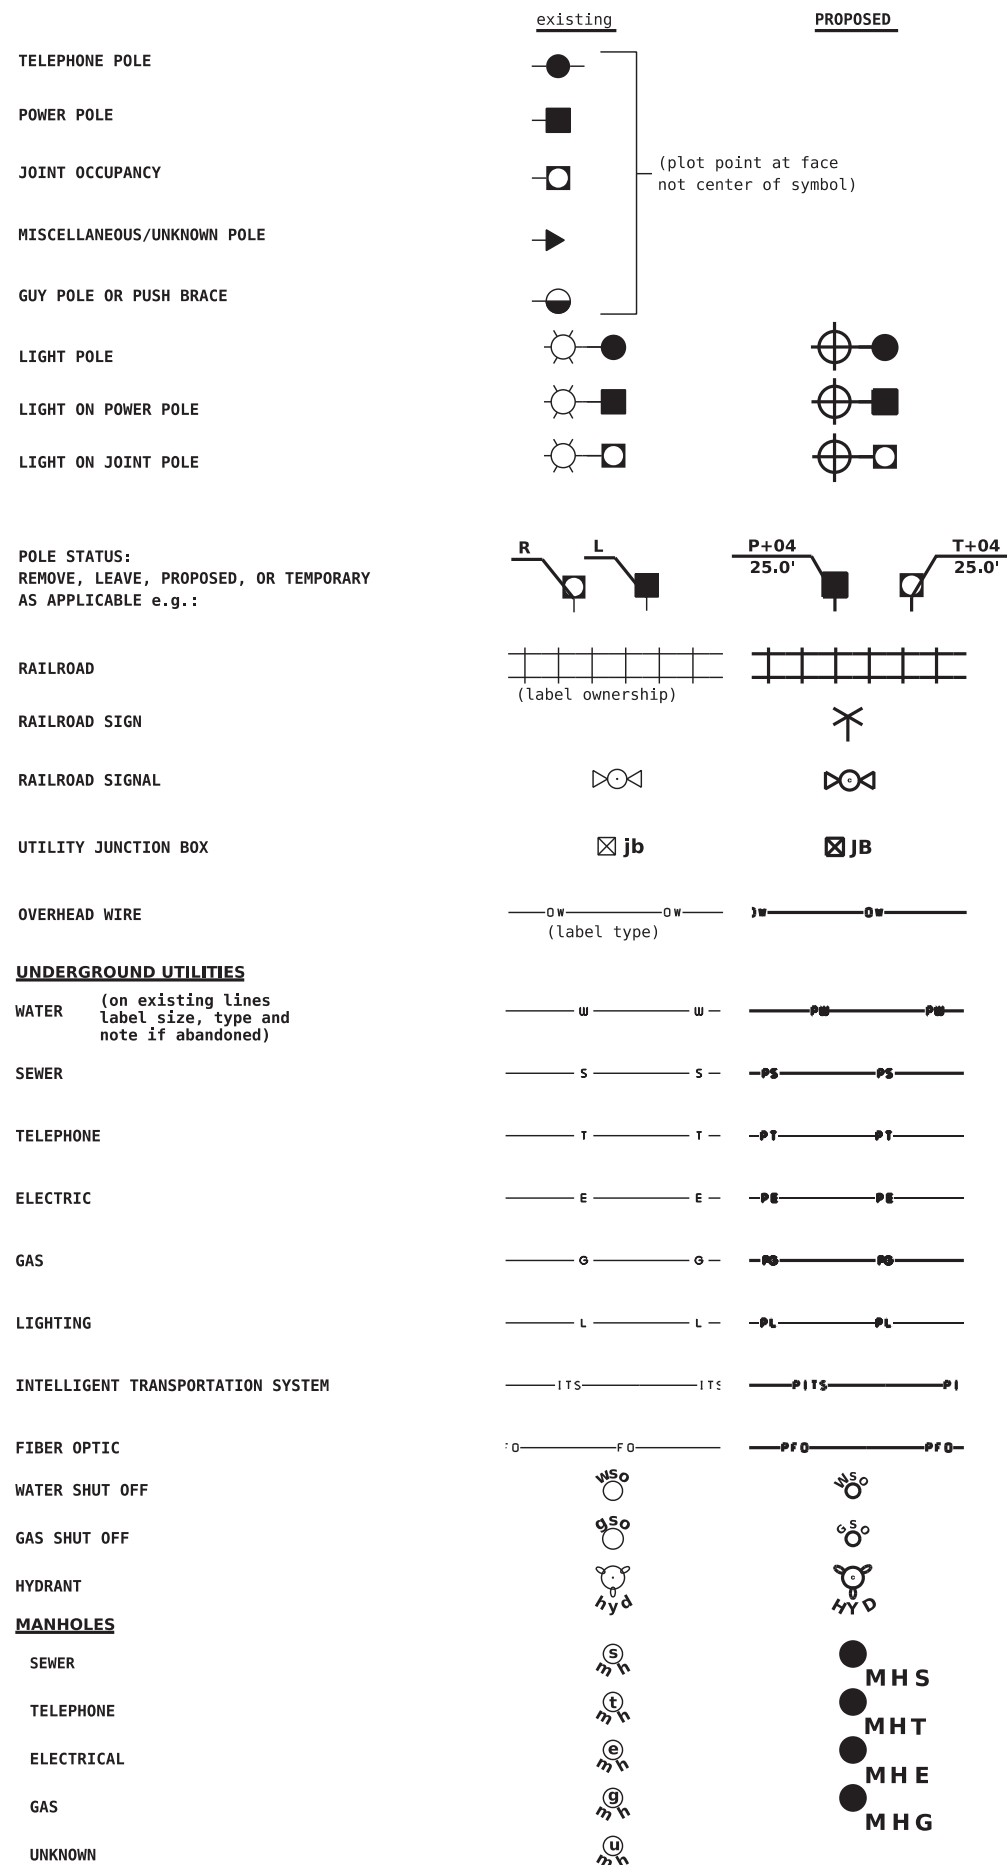 existing PROPOSED
TELEPHONE POLE
POWER POLE
JOINT OCCUPANCY
(plot point at face
not center of symbol)
MISCELLANEOUS/UNKNOWN POLE
GUY POLE OR PUSH BRACE
LIGHT POLE
LIGHT ON POWER POLE
LIGHT ON JOINT POLE
R L P+04 T+04
25.0' 25.0'
POLE STATUS:
REMOVE, LEAVE, PROPOSED, OR TEMPORARY
AS APPLICABLE e.g.:
RAILROAD
(label ownership)
RAILROAD SIGN
RAILROAD SIGNAL
UTILITY JUNCTION BOX jb JB
OVERHEAD WIRE OW OW OW OW
(label type)
UNDERGROUND UTILITIES
WATER (on existing lines
label size, type and
note if abandoned)
W W PW PW
SEWER S S PS PS
TELEPHONE T T PT PT
ELECTRIC E E PE PE
GAS G G PG PG
LIGHTING L L PL PL
INTELLIGENT TRANSPORTATION SYSTEM ITS ITS PITS PI
FIBER OPTIC FO FO PFO PFO
WATER SHUT OFF wso WSO
GAS SHUT OFF gso GSO
HYDRANT hyd HYD
MANHOLES
SEWER s mh MHS
TELEPHONE t mh MHT
ELECTRICAL e mh MHE
GAS g mh MHG
UNKNOWN u mh